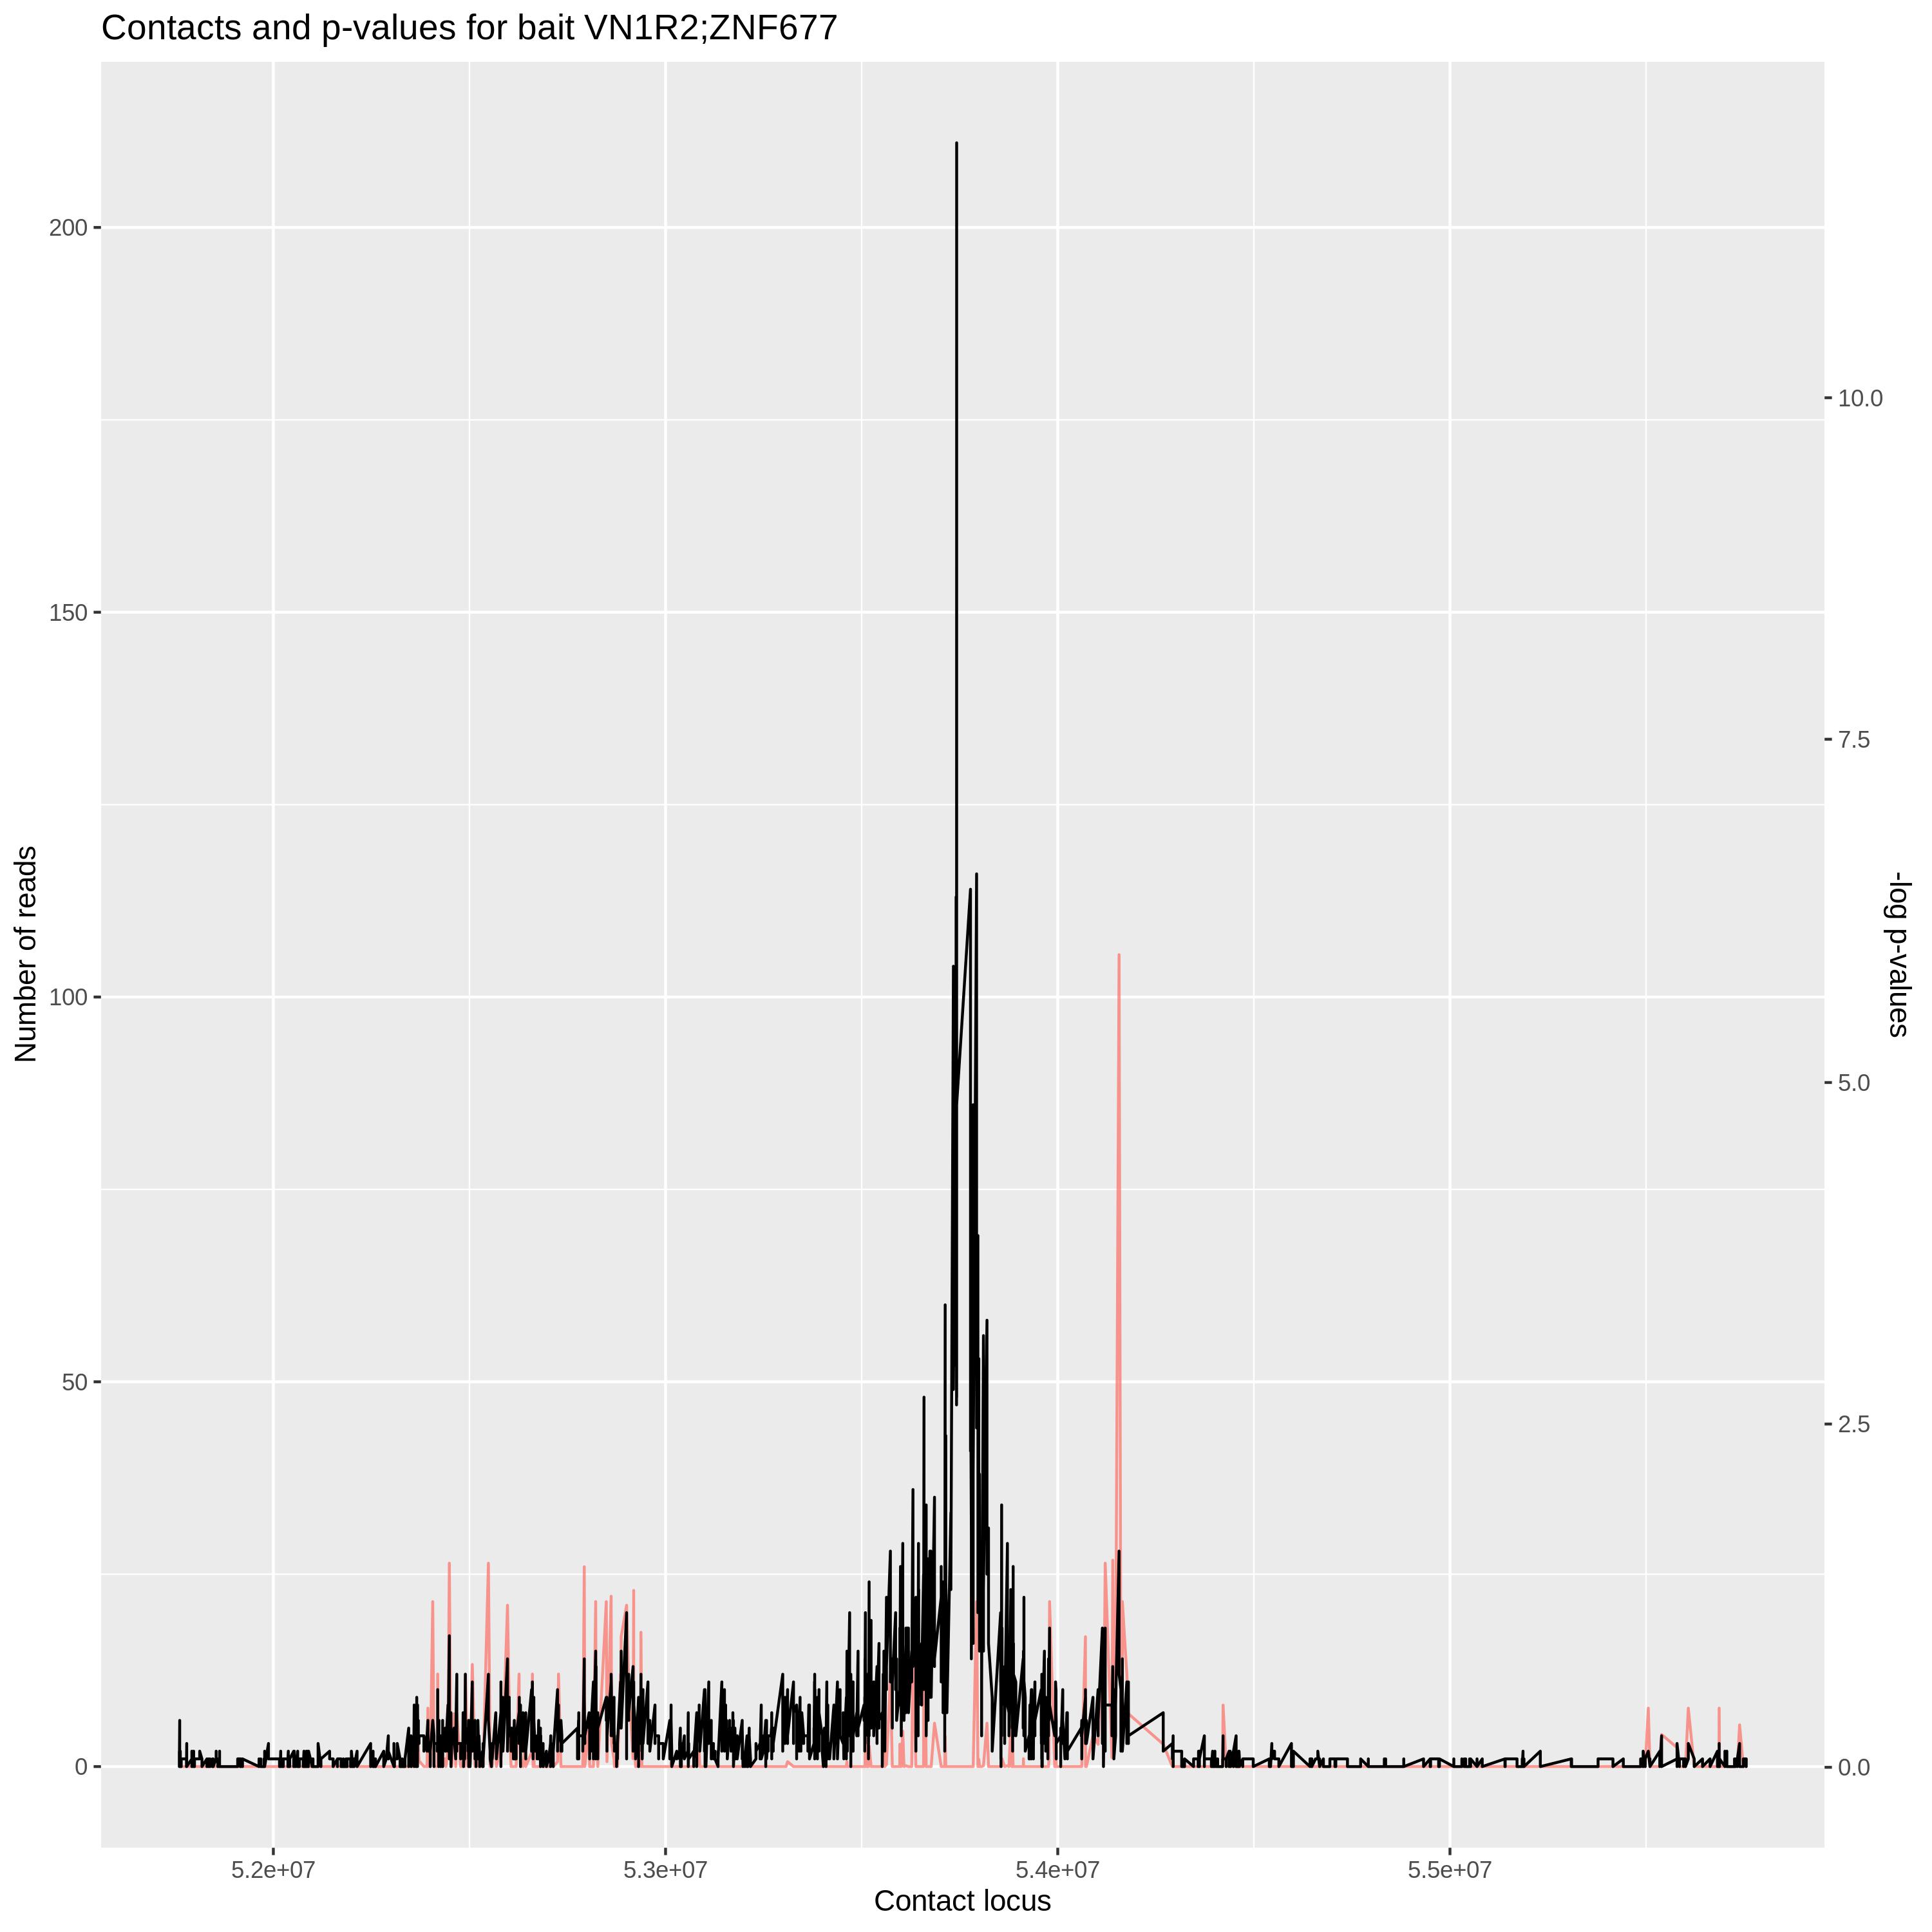 Contacts and p-values for bait VN1R2;ZNF677
200
150
100
50
0
Number of reads
10.0
7.5
5.0
2.5
0.0
-log p-values
5.2e+07
5.3e+07
5.4e+07
5.5e+07
Contact locus